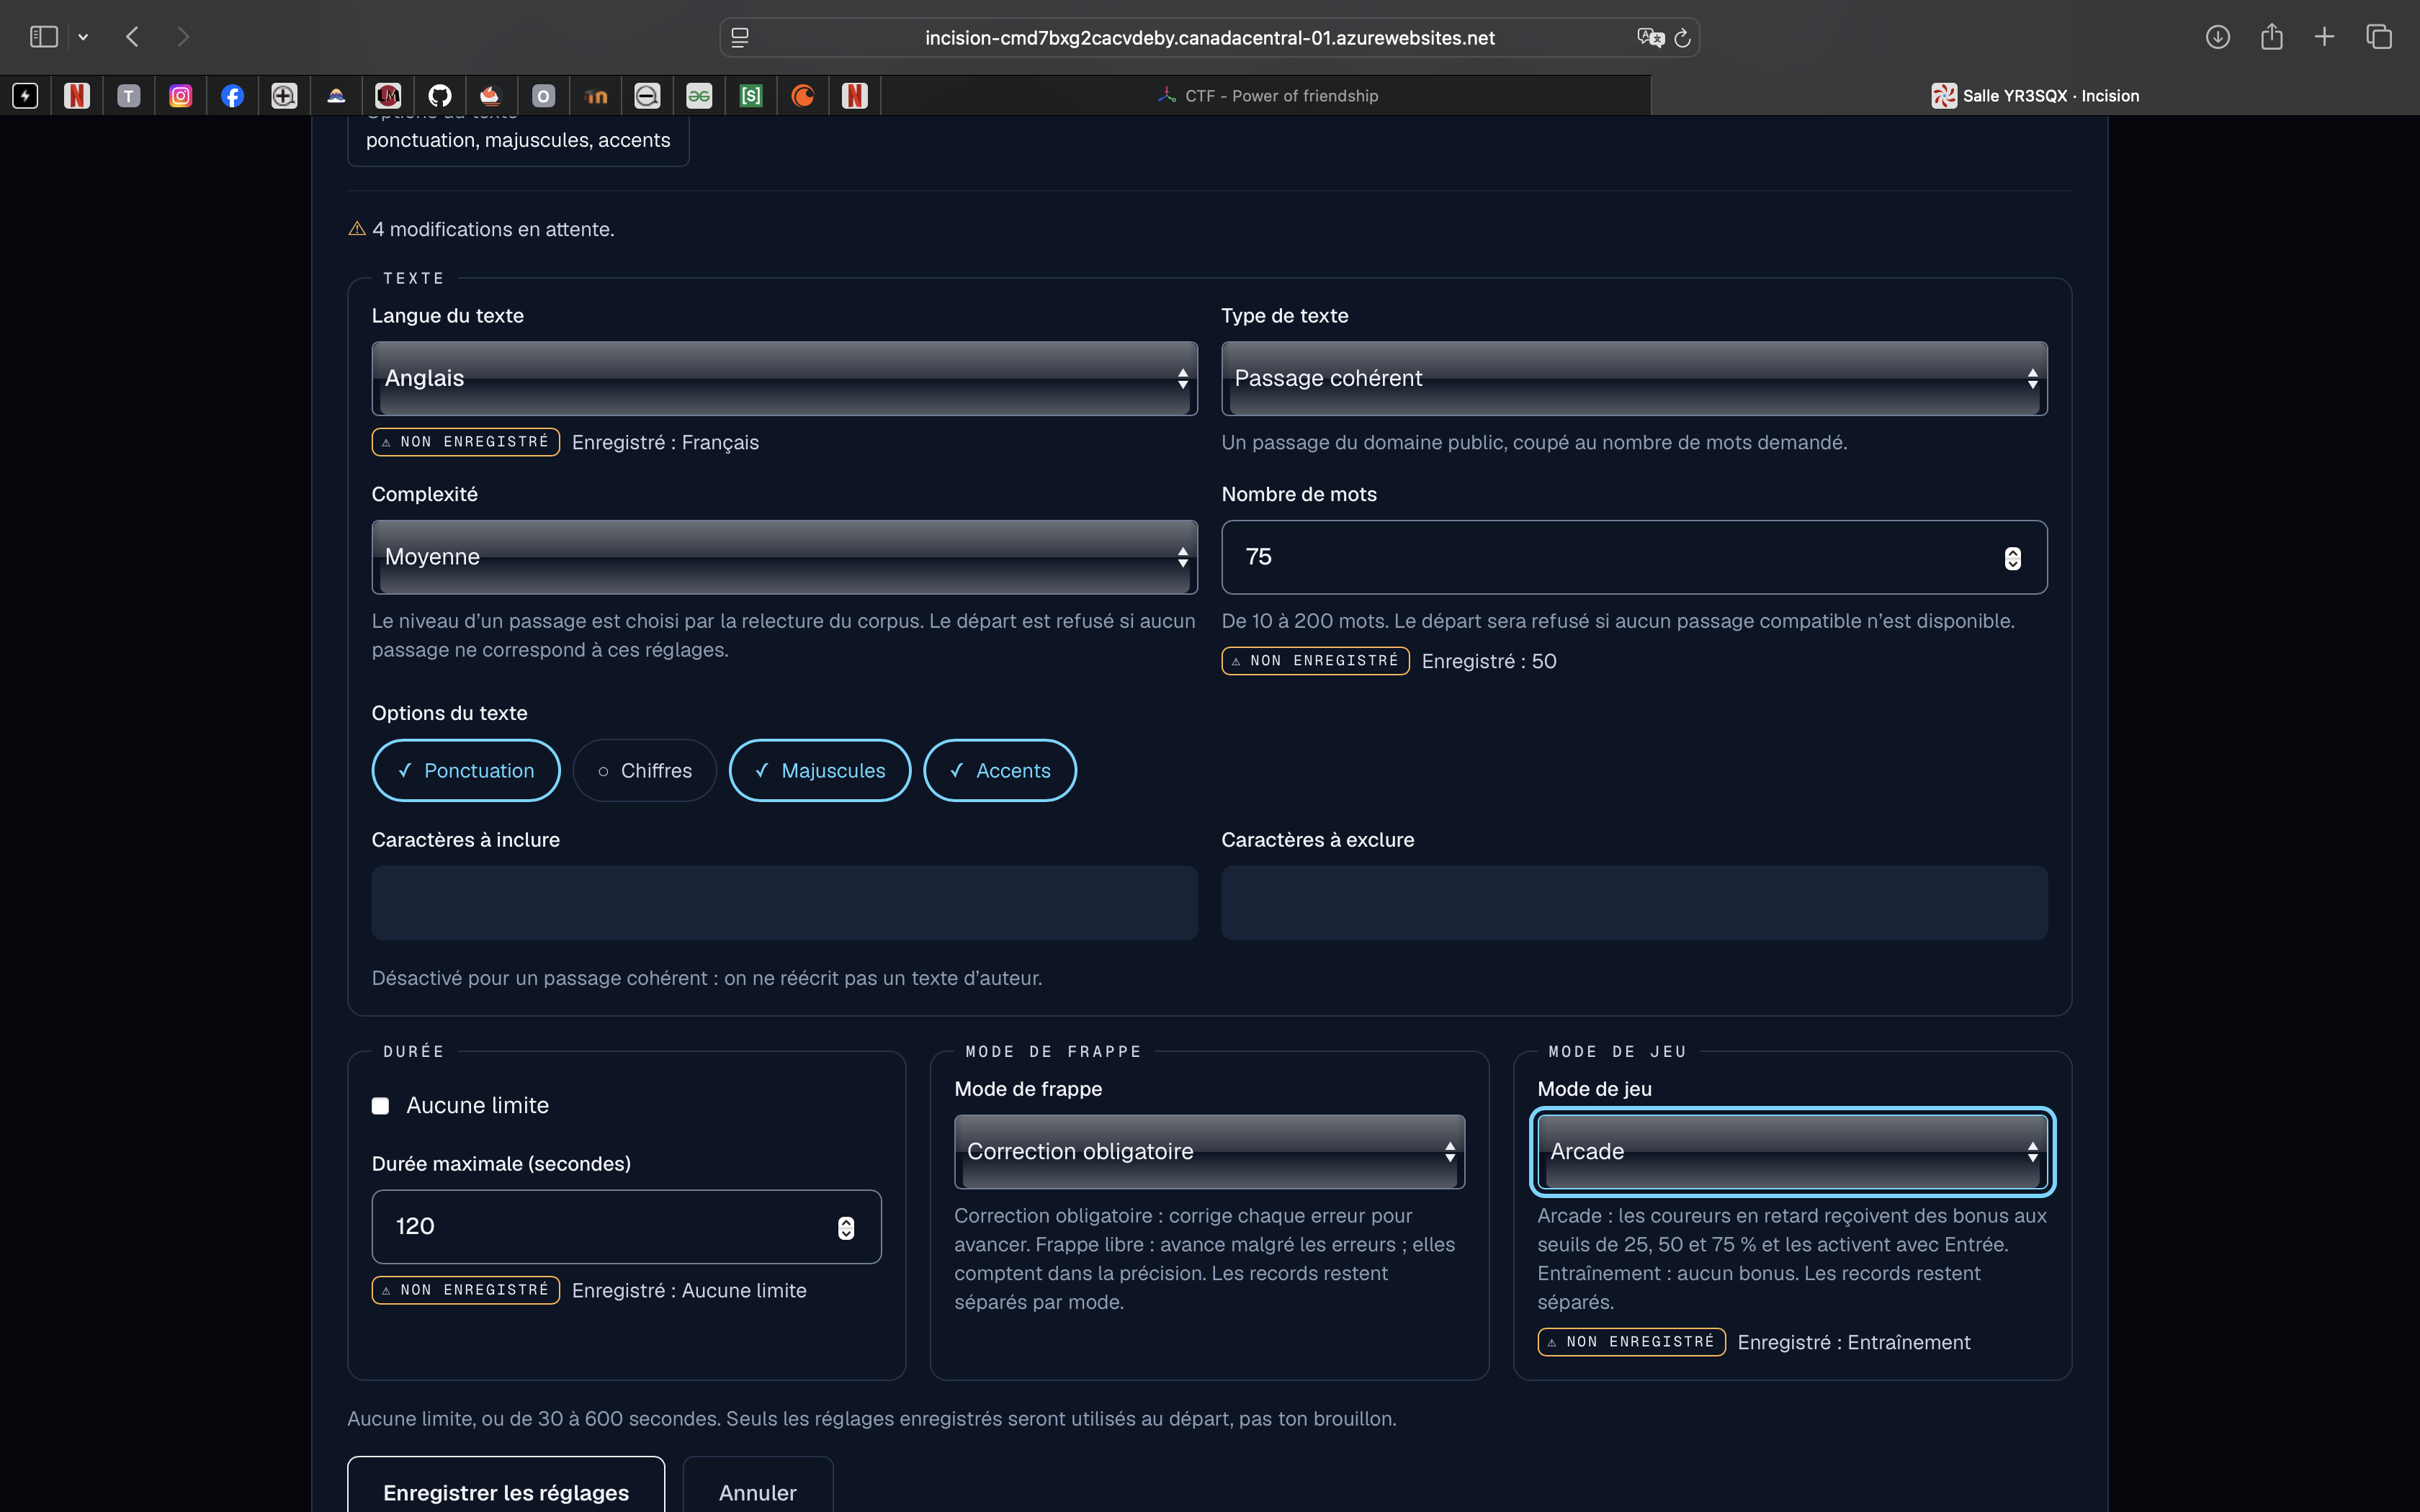 incision-cmd7bxg2cacvdeby.canadacentral-01.azurewebsites.net
CTF - Power of friendship
Salle YR3SQX · Incision
ponctuation, majuscules, accents
⚠ 4 modifications en attente.
TEXTE
Langue du texte
Type de texte
Anglais
Passage cohérent
⚠ NON ENREGISTRÉ Enregistré : Français
Un passage du domaine public, coupé au nombre de mots demandé.
Complexité
Nombre de mots
Moyenne
75
Le niveau d’un passage est choisi par la relecture du corpus. Le départ est refusé si aucun
passage ne correspond à ces réglages.
De 10 à 200 mots. Le départ sera refusé si aucun passage compatible n’est disponible.
⚠ NON ENREGISTRÉ Enregistré : 50
Options du texte
✓ Ponctuation ○ Chiffres ✓ Majuscules ✓ Accents
Caractères à inclure
Caractères à exclure
Désactivé pour un passage cohérent : on ne réécrit pas un texte d’auteur.
DURÉE
Aucune limite
Durée maximale (secondes)
120
⚠ NON ENREGISTRÉ Enregistré : Aucune limite
MODE DE FRAPPE
Mode de frappe
Correction obligatoire
Correction obligatoire : corrige chaque erreur pour
avancer. Frappe libre : avance malgré les erreurs ; elles
comptent dans la précision. Les records restent
séparés par mode.
MODE DE JEU
Mode de jeu
Arcade
Arcade : les coureurs en retard reçoivent des bonus aux
seuils de 25, 50 et 75 % et les activent avec Entrée.
Entraînement : aucun bonus. Les records restent
séparés.
⚠ NON ENREGISTRÉ Enregistré : Entraînement
Aucune limite, ou de 30 à 600 secondes. Seuls les réglages enregistrés seront utilisés au départ, pas ton brouillon.
Enregistrer les réglages
Annuler